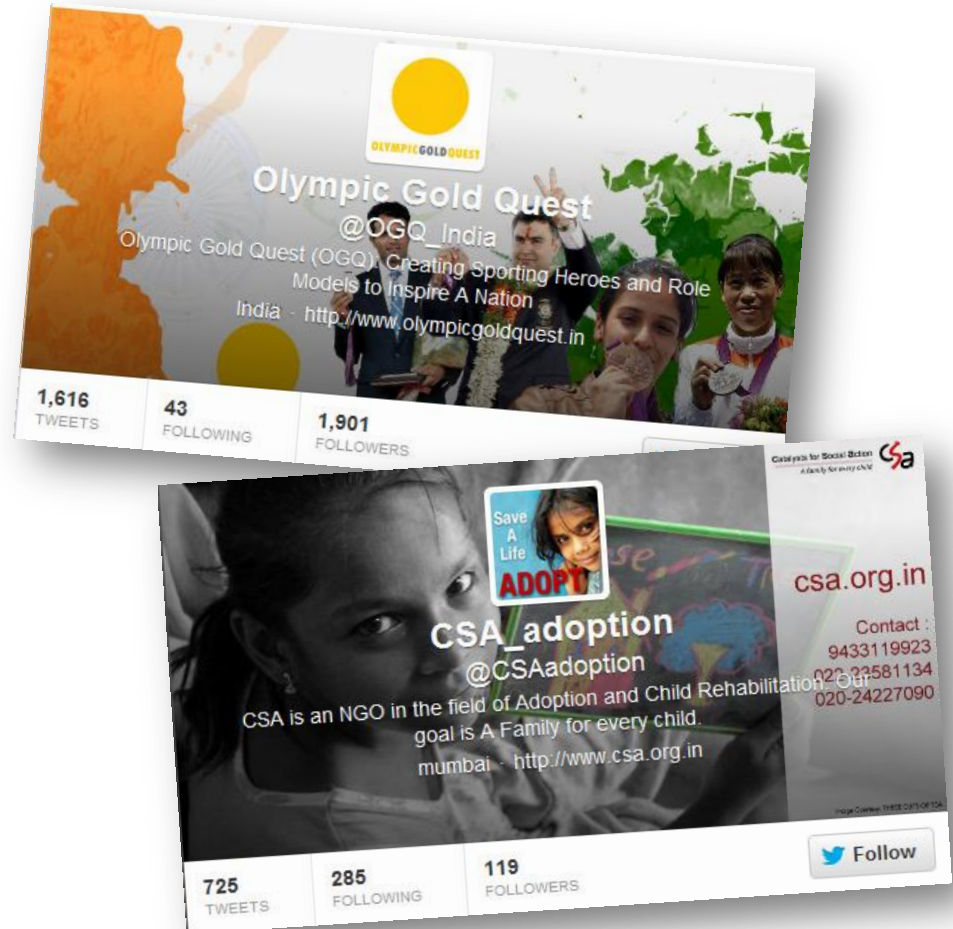 OLYMPICGOLDQUEST
Olympic Gold Quest
@OGQ_India
Olympic Gold Quest (OGQ): Creating Sporting Heroes and Role
Models to Inspire A Nation
India · http://www.olympicgoldquest.in
1,616
TWEETS
43
FOLLOWING
1,901
FOLLOWERS
Catalysts for Social Action
A family for every child
CSa
Save
A
Life
ADOPT
csa.org.in
Contact :
9433119923
022-23581134
020-24227090
CSA_adoption
@CSAadoption
CSA is an NGO in the field of Adoption and Child Rehabilitation. Our
goal is A Family for every child.
mumbai · http://www.csa.org.in
725
TWEETS
285
FOLLOWING
119
FOLLOWERS
Follow